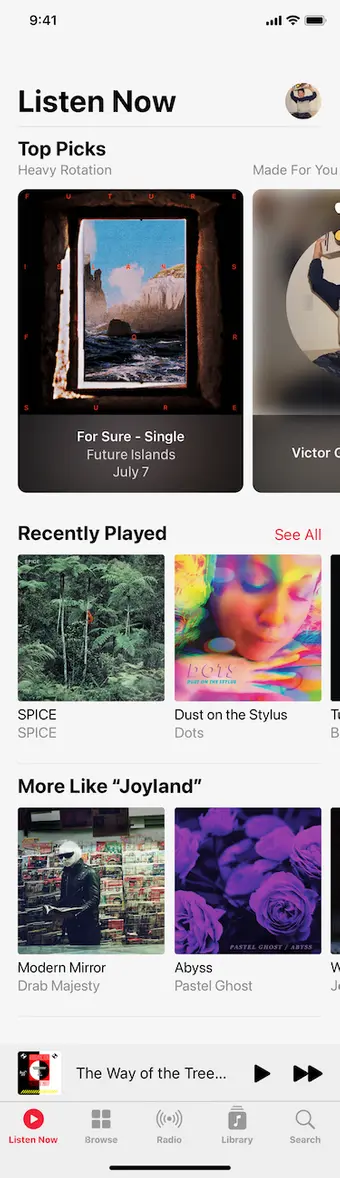 9:41
Listen Now
Top Picks
Heavy Rotation
Made For You
F U T U R E
I S L A N D S
F O R
S U R E
For Sure - Single
Future Islands
July 7
Victor
Recently Played
See All
SPICE
DOTS
DUST ON THE STYLUS
SPICE
Dust on the Stylus
SPICE
Dots
More Like “Joyland”
PASTEL GHOST / ABYSS
Modern Mirror
Abyss
Drab Majesty
Pastel Ghost
The Way of the Tree...
Listen Now
Browse
Radio
Library
Search